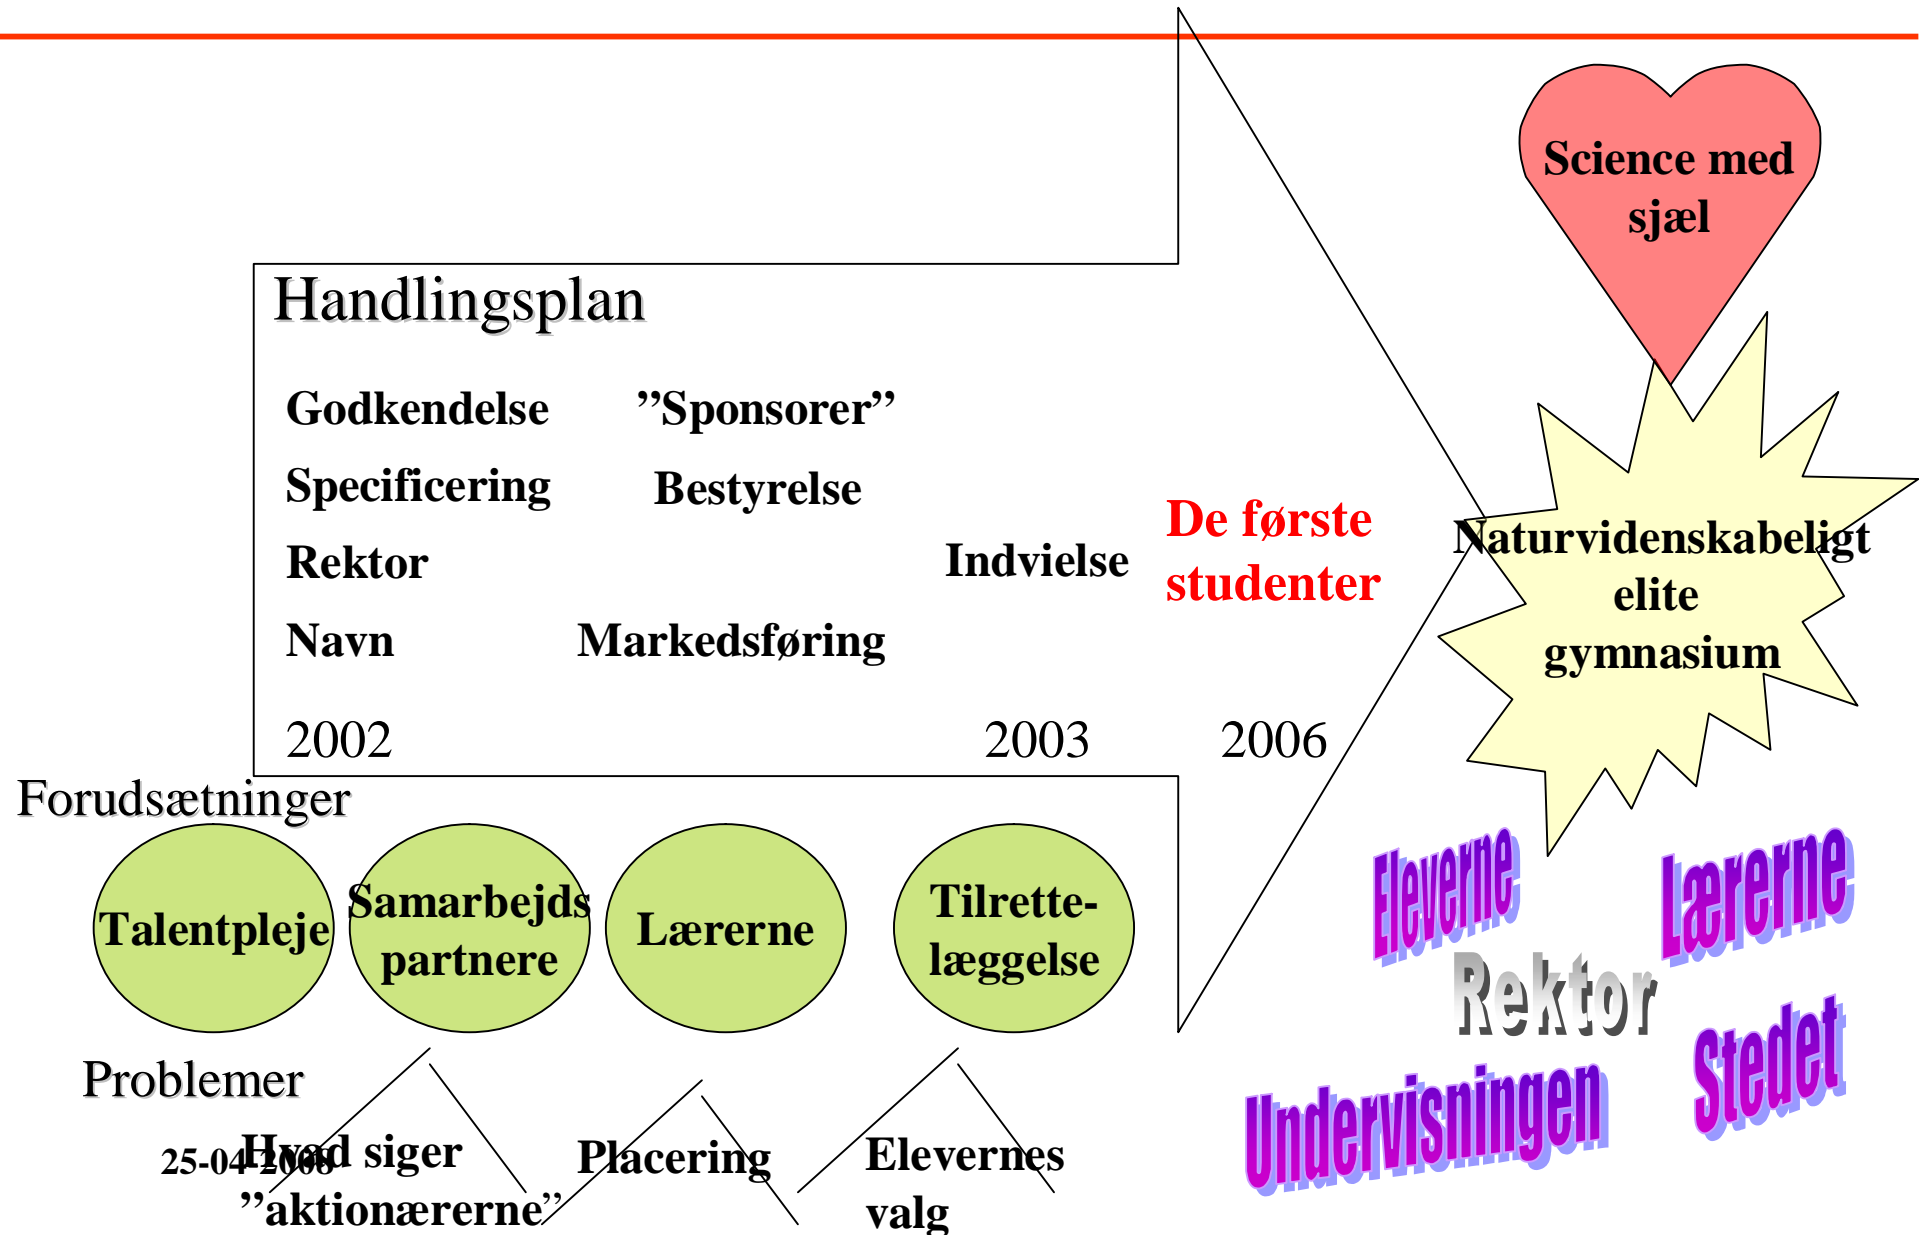 Science med
sjæl
Handlingsplan
Godkendelse
”Sponsorer”
Specificering
Bestyrelse
Rektor
Indvielse
De første
studenter
Navn
Markedsføring
2002
2003
2006
Naturvidenskabeligt
elite
gymnasium
Forudsætninger
Talentpleje
Samarbejds
partnere
Lærerne
Tilrette-
læggelse
Eleverne
Lærerne
Rektor
Stedet
Undervisningen
Problemer
25-04-2008
Hvad siger
”aktionærerne”
Placering
Elevernes
valg